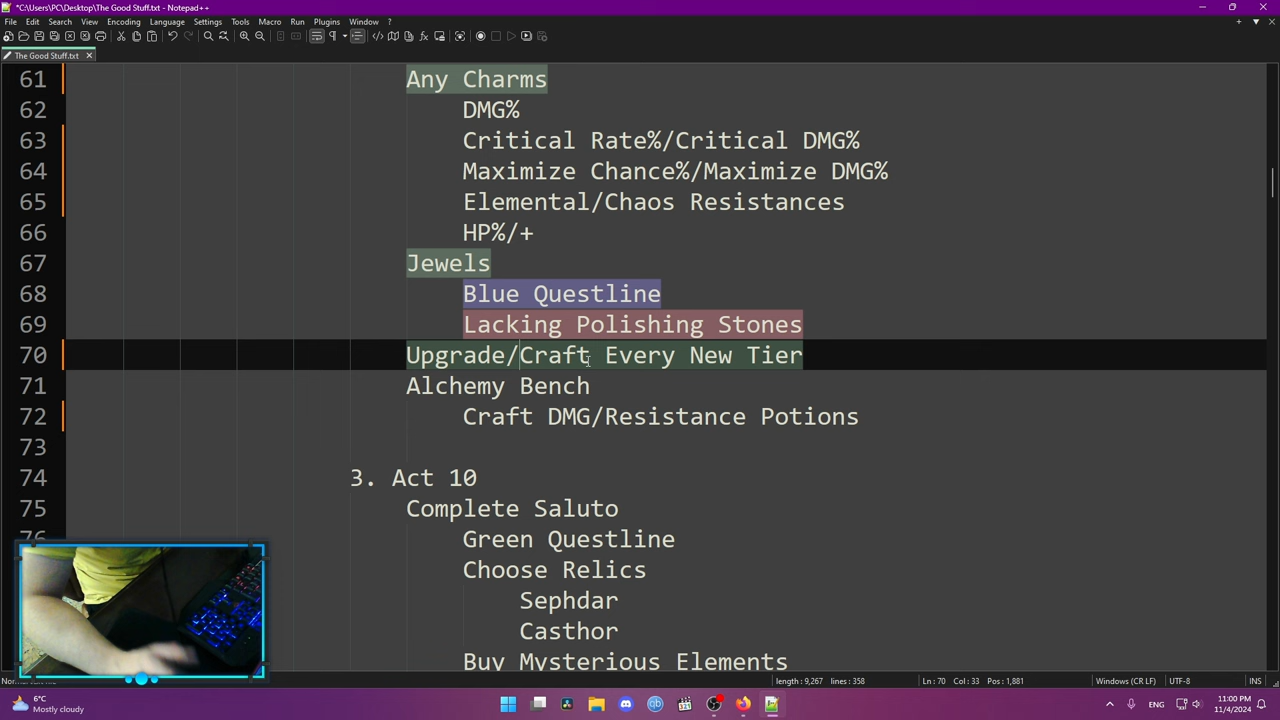 *C:\Users\PC\Desktop\The Good Stuff.txt - Notepad++
File Edit Search View Encoding Language Settings Tools Macro Run Plugins Window ?
The Good Stuff.txt
61 Any Charms
62 DMG%
63 Critical Rate%/Critical DMG%
64 Maximize Chance%/Maximize DMG%
65 Elemental/Chaos Resistances
66 HP%/+
67 Jewels
68 Blue Questline
69 Lacking Polishing Stones
70 Upgrade/Craft Every New Tier
71 Alchemy Bench
72 Craft DMG/Resistance Potions
73
74 3. Act 10
75 Complete Saluto
Green Questline
Choose Relics
Sephdar
Casthor
Buy Mysterious Elements
length : 9,267 lines : 358 Ln : 70 Col : 33 Pos : 1,881 Windows (CR LF) UTF-8 INS
6°C
Mostly cloudy
ENG
11:00 PM
11/4/2024